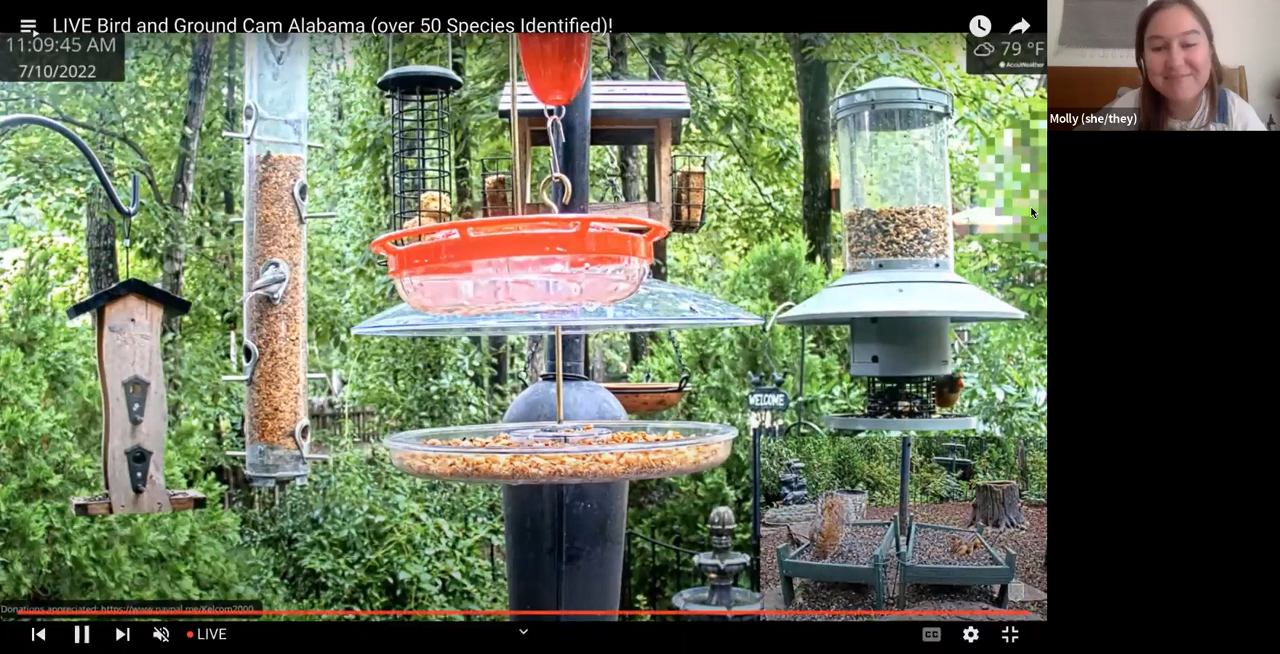 LIVE Bird and Ground Cam Alabama (over 50 Species Identified)!
11:09:45 AM
7/10/2022
79 °F
AccuWeather
Molly (she/they)
WELCOME
Donations appreciated: https://www.paypal.me/Kelcom2000
LIVE
CC